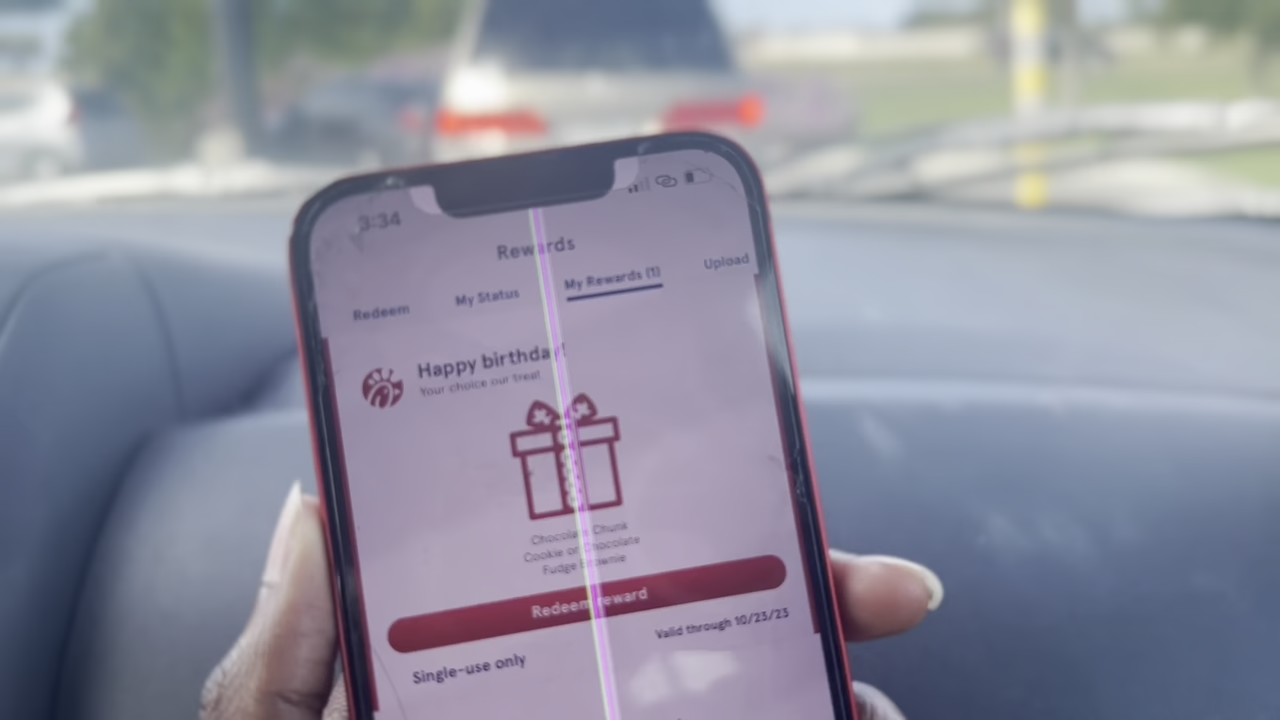 3:34
Rewards
Redeem My Status My Rewards (1) Upload
Happy birthday!
Your choice our treat
Chocolate Chunk
Cookie or Chocolate
Fudge Brownie
Redeem reward
Valid through 10/23/23
Single-use only